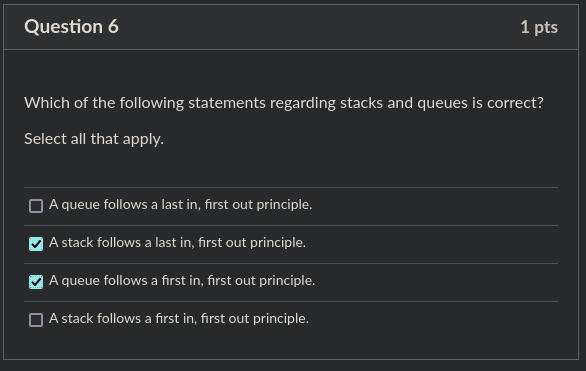 Question 6
1 pts
Which of the following statements regarding stacks and queues is correct?
Select all that apply.
A queue follows a last in, first out principle.
A stack follows a last in, first out principle.
A queue follows a first in, first out principle.
A stack follows a first in, first out principle.